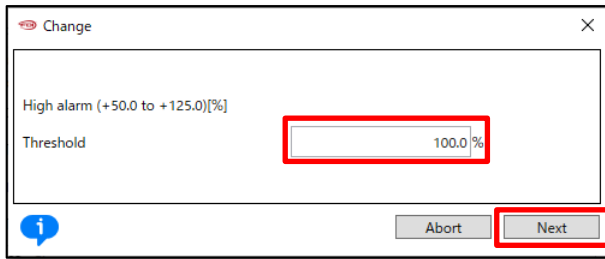 Change
High alarm (+50.0 to +125.0)[%]
Threshold
100.0 %
Abort
Next